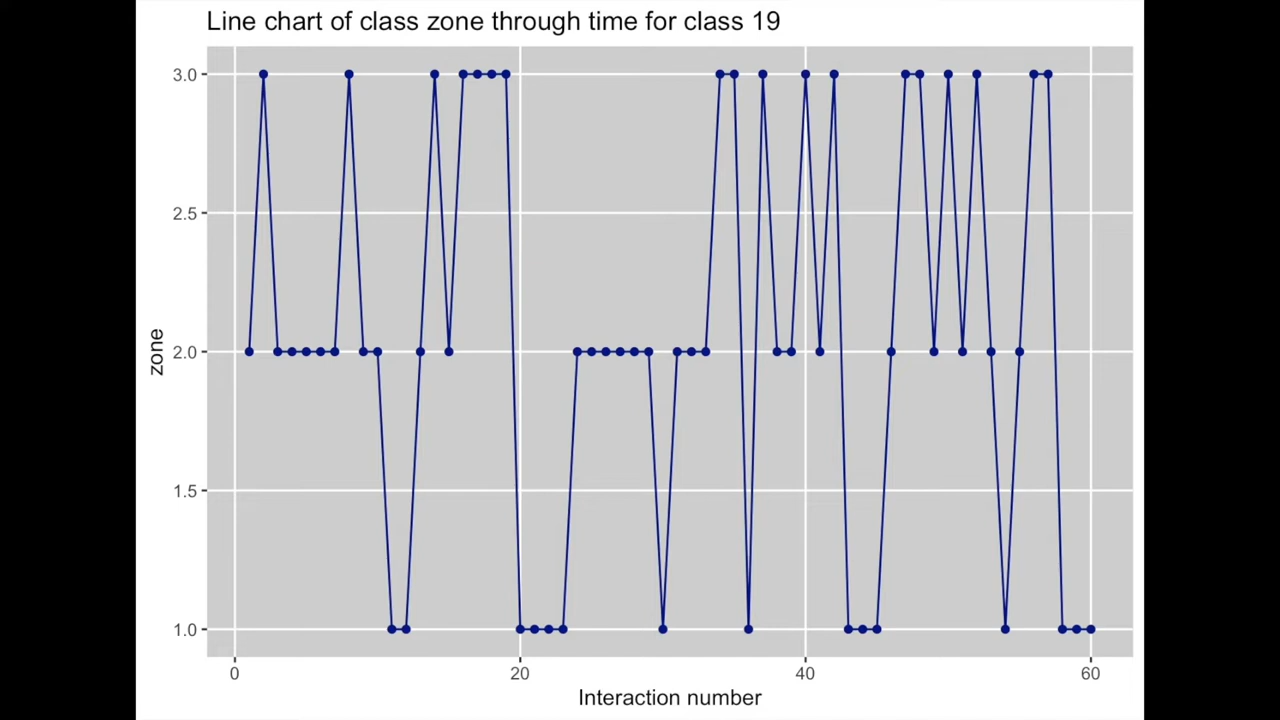 Line chart of class zone through time for class 19
3.0
2.5
2.0
1.5
1.0
zone
0 20 40 60
Interaction number